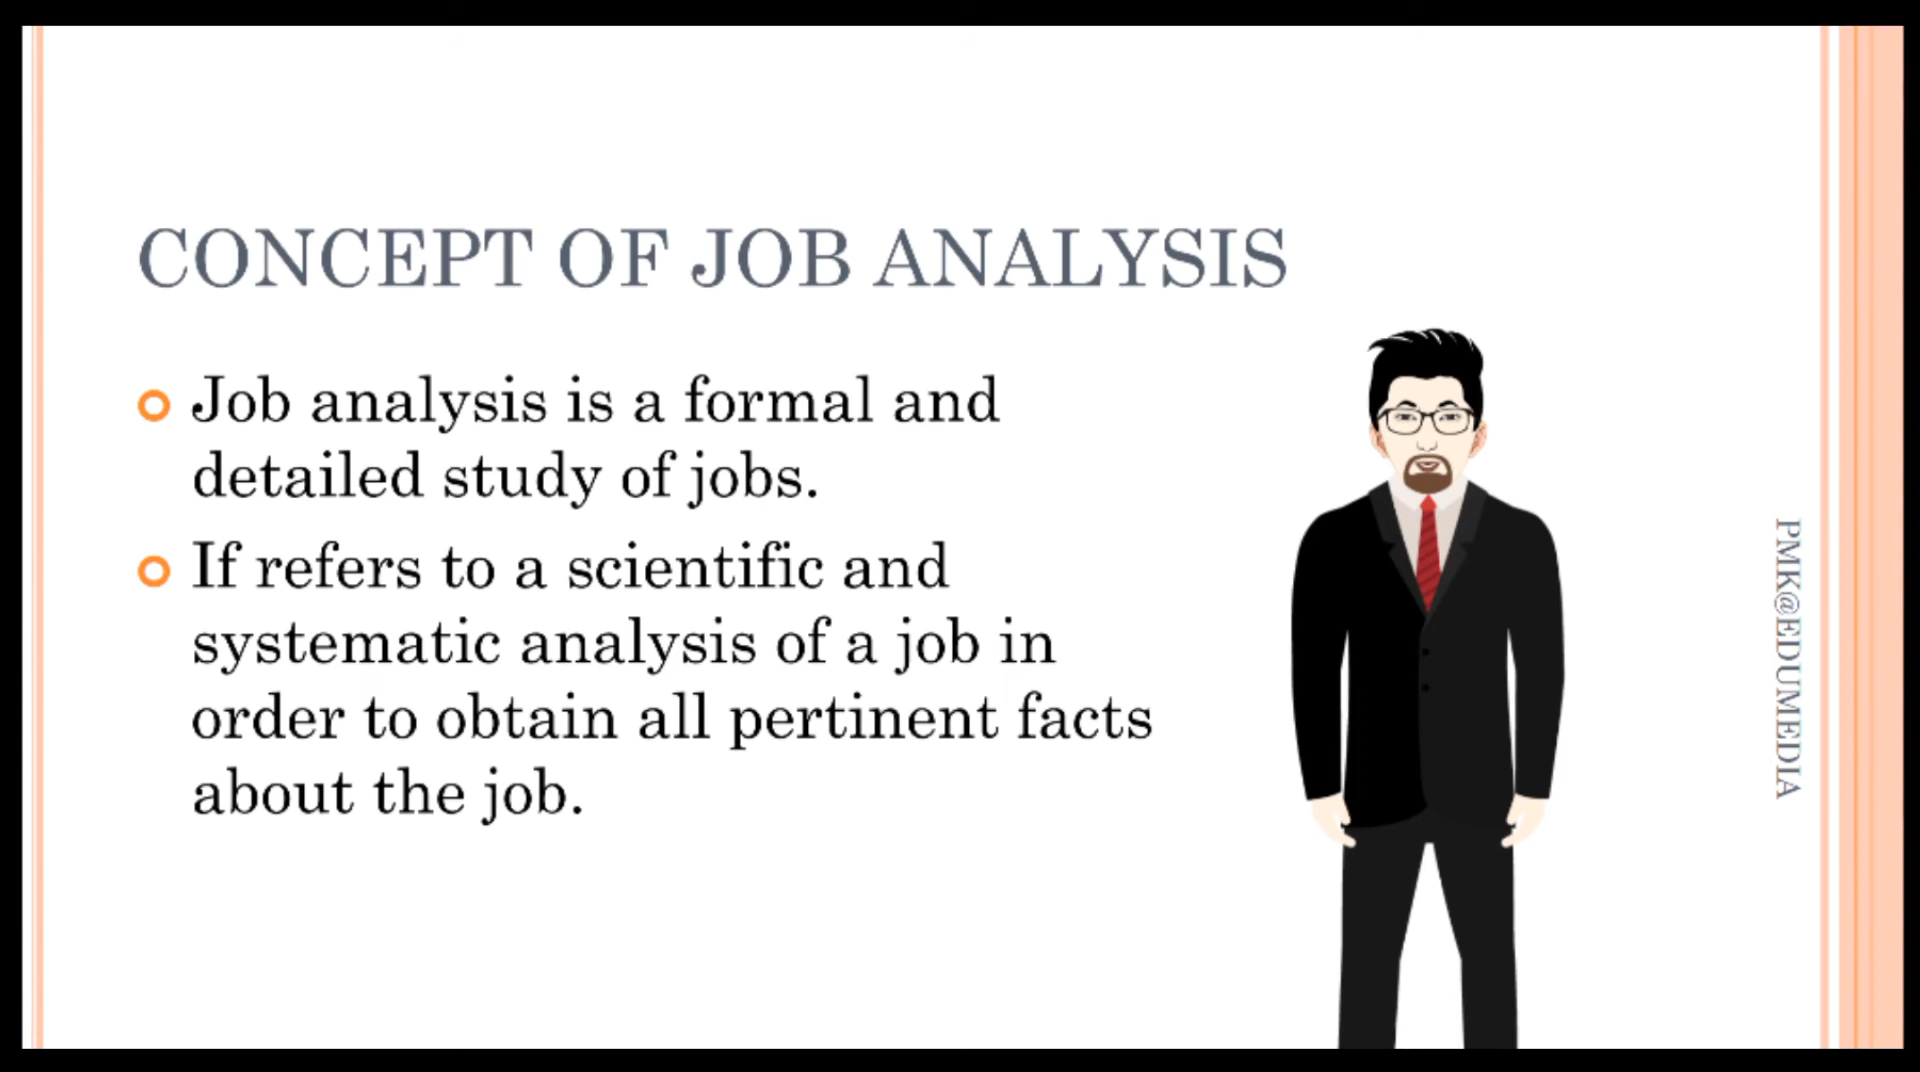 CONCEPT OF JOB ANALYSIS
Job analysis is a formal and
detailed study of jobs.
If refers to a scientific and
systematic analysis of a job in
order to obtain all pertinent facts
about the job.
PMK@EDUMEDIA